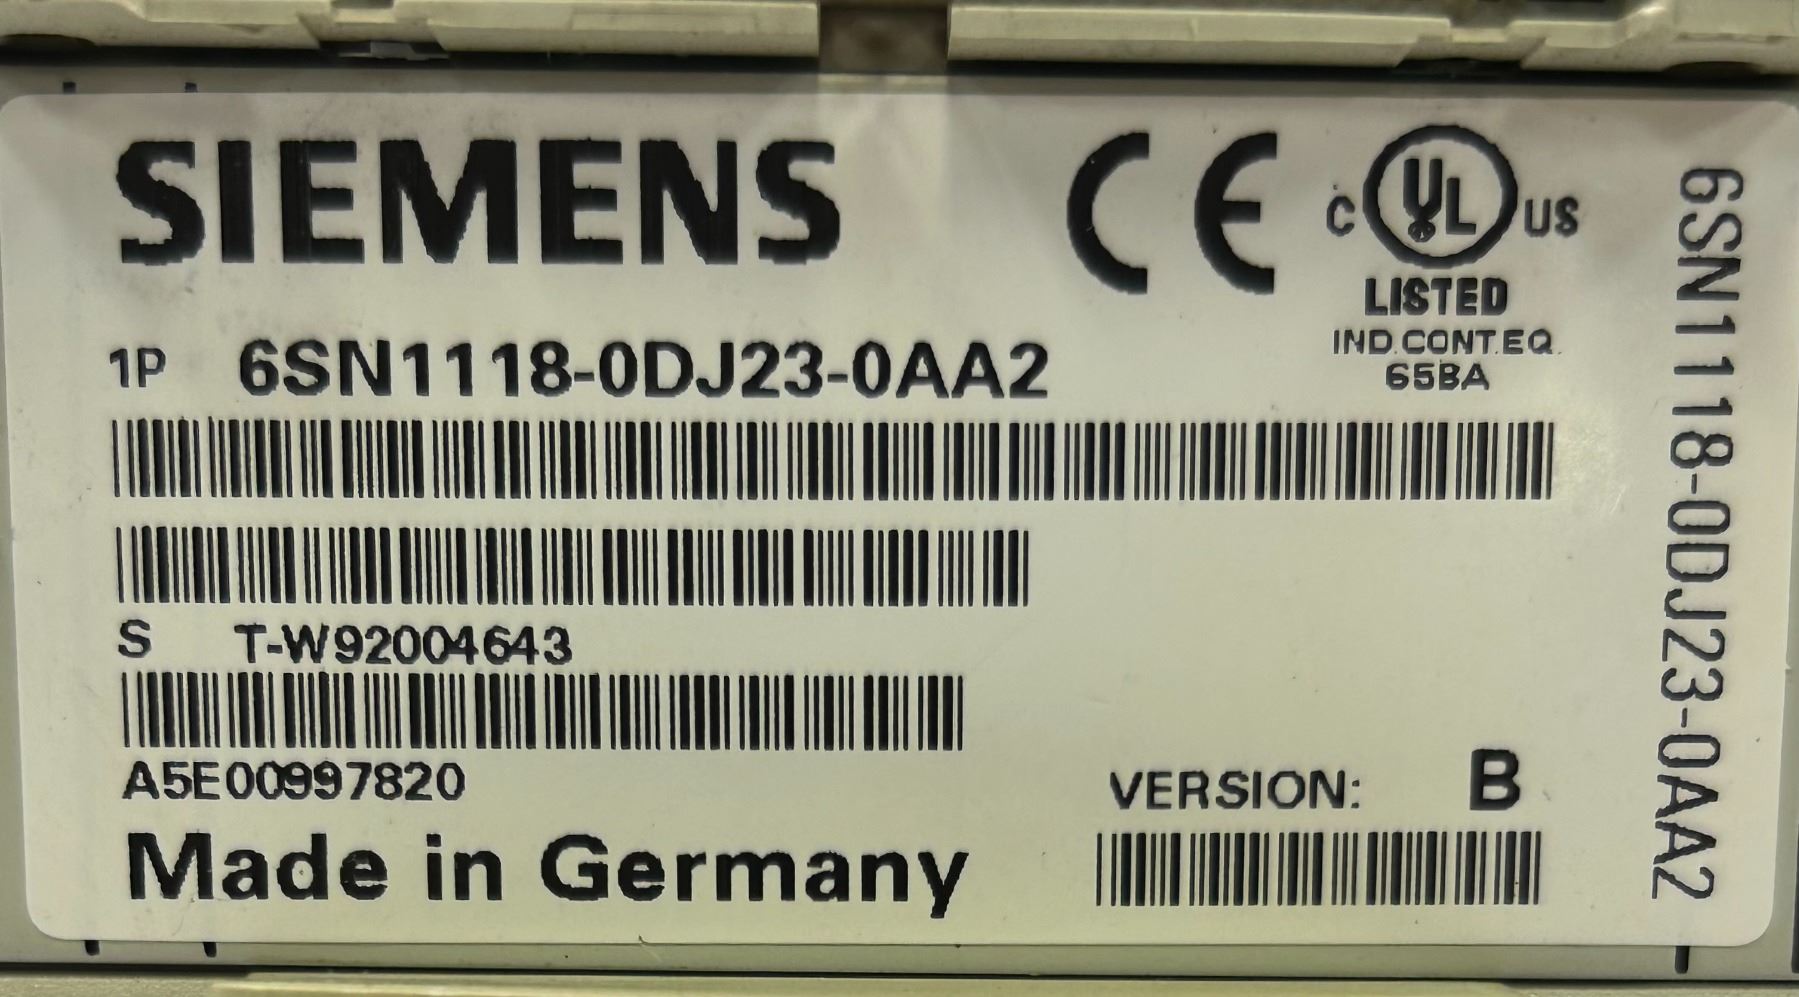 SIEMENS
CE
C UL US
LISTED
IND.CONT.EQ.
65BA
1P 6SN1118-0DJ23-0AA2
S T-W92004643
A5E00997820
VERSION: B
Made in Germany
6SN1118-0DJ23-0AA2